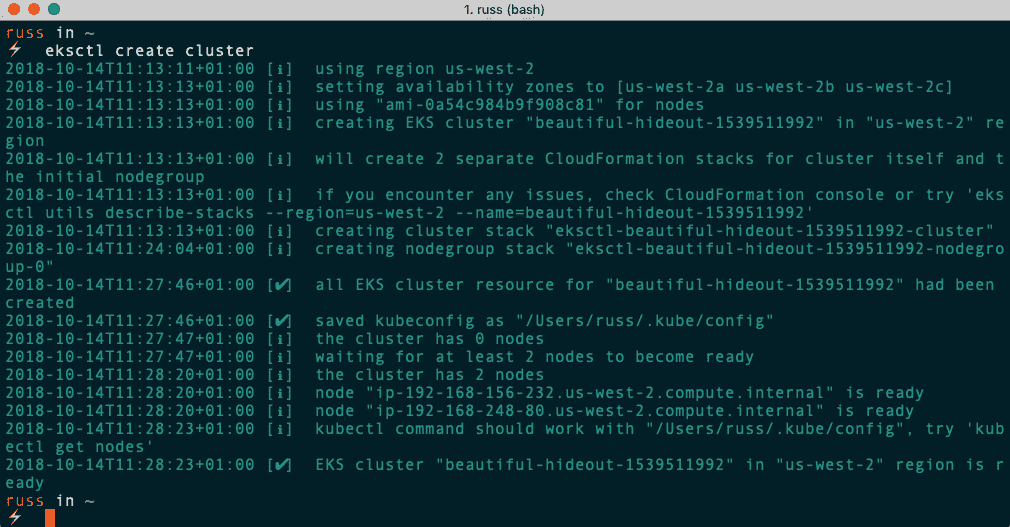 1. russ (bash)
russ in ~
⚡ eksctl create cluster
2018-10-14T11:13:11+01:00 [ℹ]  using region us-west-2
2018-10-14T11:13:13+01:00 [ℹ]  setting availability zones to [us-west-2a us-west-2b us-west-2c]
2018-10-14T11:13:13+01:00 [ℹ]  using "ami-0a54c984b9f908c81" for nodes
2018-10-14T11:13:13+01:00 [ℹ]  creating EKS cluster "beautiful-hideout-1539511992" in "us-west-2" re
gion
2018-10-14T11:13:13+01:00 [ℹ]  will create 2 separate CloudFormation stacks for cluster itself and t
he initial nodegroup
2018-10-14T11:13:13+01:00 [ℹ]  if you encounter any issues, check CloudFormation console or try 'eks
ctl utils describe-stacks --region=us-west-2 --name=beautiful-hideout-1539511992'
2018-10-14T11:13:13+01:00 [ℹ]  creating cluster stack "eksctl-beautiful-hideout-1539511992-cluster"
2018-10-14T11:24:04+01:00 [ℹ]  creating nodegroup stack "eksctl-beautiful-hideout-1539511992-nodegro
up-0"
2018-10-14T11:27:46+01:00 [✔]  all EKS cluster resource for "beautiful-hideout-1539511992" had been
created
2018-10-14T11:27:46+01:00 [✔]  saved kubeconfig as "/Users/russ/.kube/config"
2018-10-14T11:27:47+01:00 [ℹ]  the cluster has 0 nodes
2018-10-14T11:27:47+01:00 [ℹ]  waiting for at least 2 nodes to become ready
2018-10-14T11:28:20+01:00 [ℹ]  the cluster has 2 nodes
2018-10-14T11:28:20+01:00 [ℹ]  node "ip-192-168-156-232.us-west-2.compute.internal" is ready
2018-10-14T11:28:20+01:00 [ℹ]  node "ip-192-168-248-80.us-west-2.compute.internal" is ready
2018-10-14T11:28:23+01:00 [ℹ]  kubectl command should work with "/Users/russ/.kube/config", try 'kub
ectl get nodes'
2018-10-14T11:28:23+01:00 [✔]  EKS cluster "beautiful-hideout-1539511992" in "us-west-2" region is r
eady
russ in ~
⚡